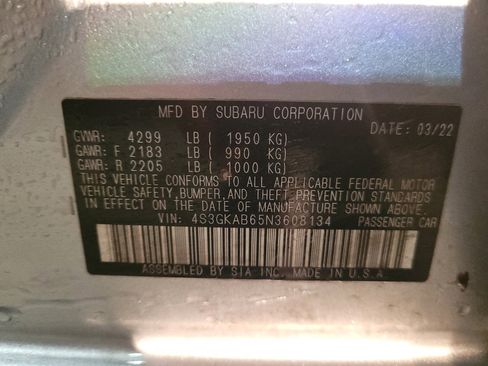 MFD BY SUBARU CORPORATION
DATE: 03/22
GVWR: 4299 LB ( 1950 KG)
GAWR: F 2183 LB ( 990 KG)
GAWR: R 2205 LB ( 1000 KG)
THIS VEHICLE CONFORMS TO ALL APPLICABLE FEDERAL MOTOR
VEHICLE SAFETY, BUMPER, AND THEFT PREVENTION STANDARDS
IN EFFECT ON THE DATE OF MANUFACTURE SHOWN ABOVE.
VIN: 4S3GKAB65N3608134 PASSENGER CAR
ASSEMBLED BY SIA INC. MADE IN U.S.A